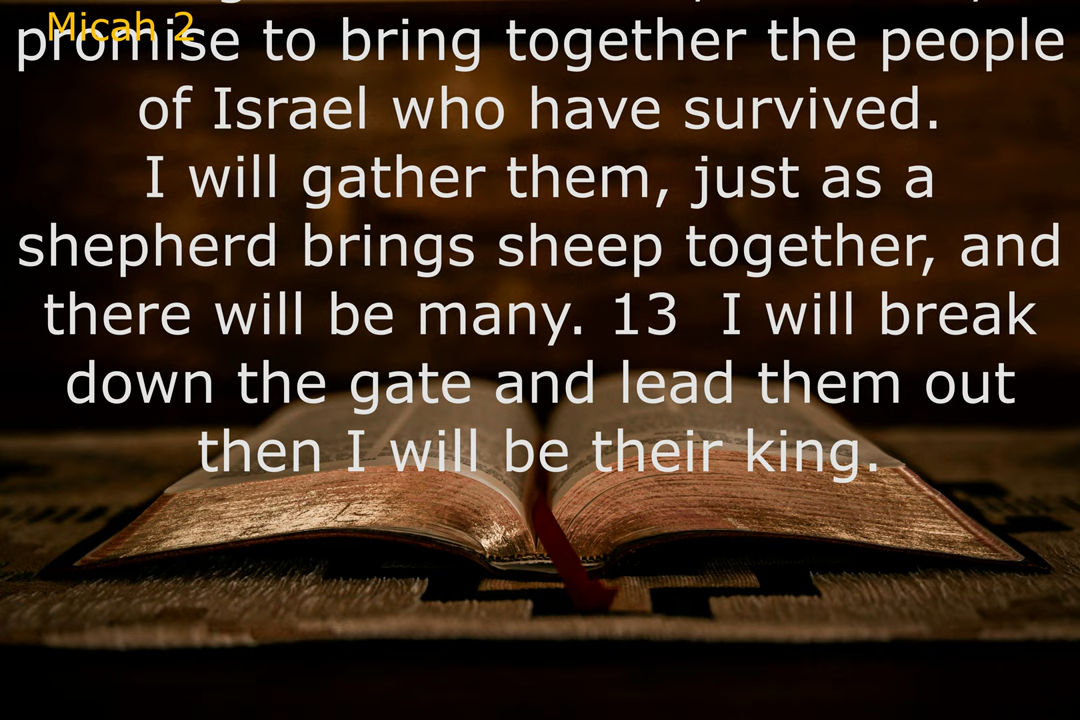 Micah 2
promise to bring together the people
of Israel who have survived.
I will gather them, just as a
shepherd brings sheep together, and
there will be many. 13 I will break
down the gate and lead them out
then I will be their king.